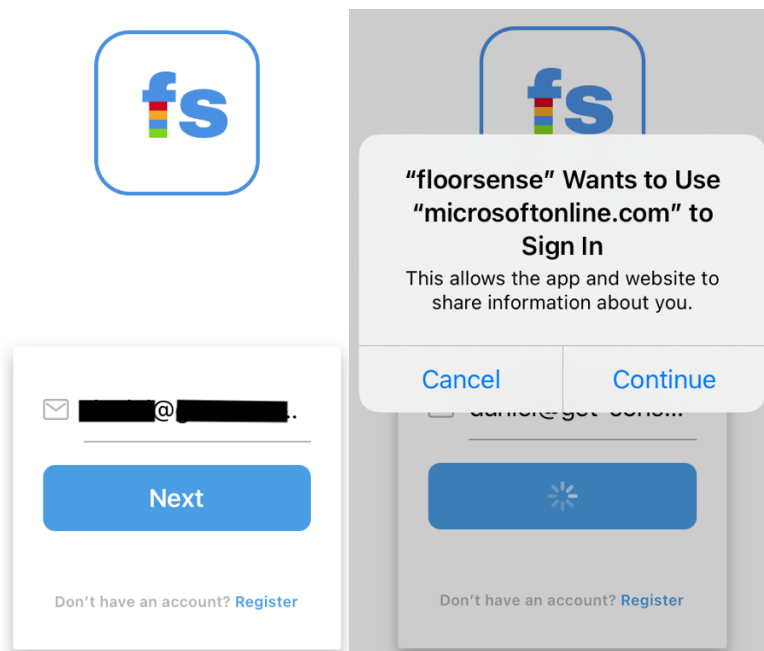 fs
@ ..
Next
Don't have an account? Register
fs
"floorsense" Wants to Use
"microsoftonline.com" to
Sign In
This allows the app and website to
share information about you.
Cancel
Continue
Don't have an account? Register